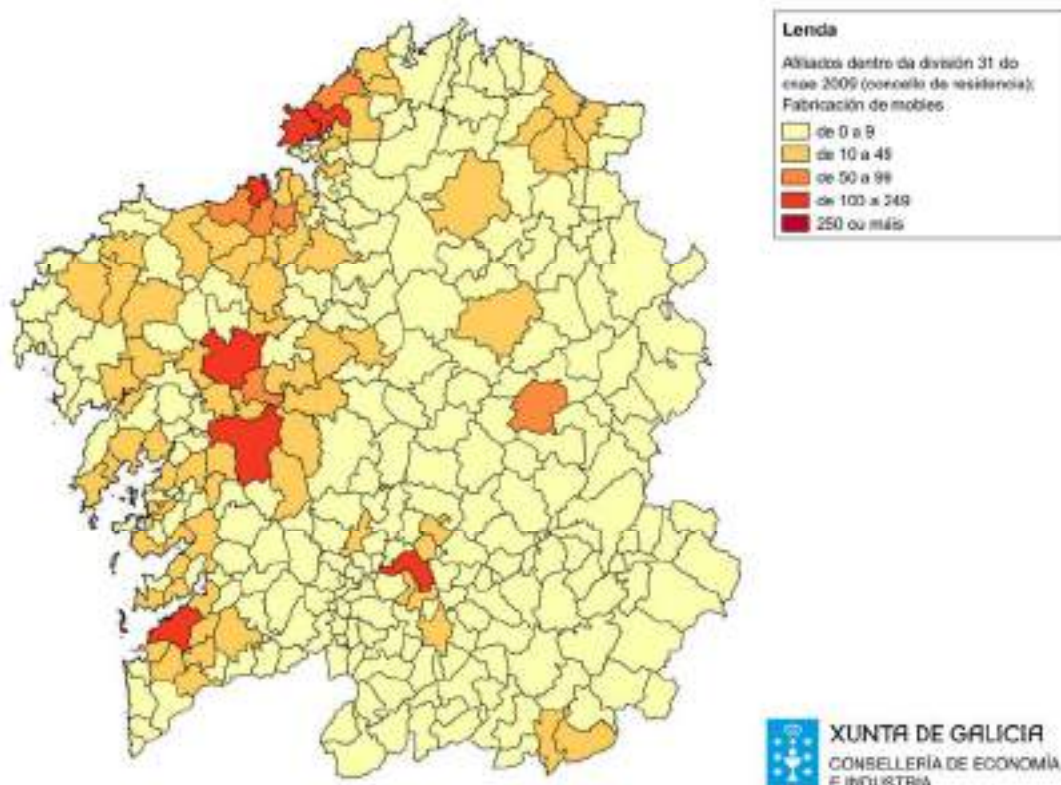 Lenda
Afiliados dentro da división 31 do
cnae 2009 (concello de residencia);
Fabricación de mobles
de 0 a 9
de 10 a 49
de 50 a 99
de 100 a 249
250 ou máis
XUNTA DE GALICIA
CONSELLERÍA DE ECONOMÍA
E INDUSTRIA